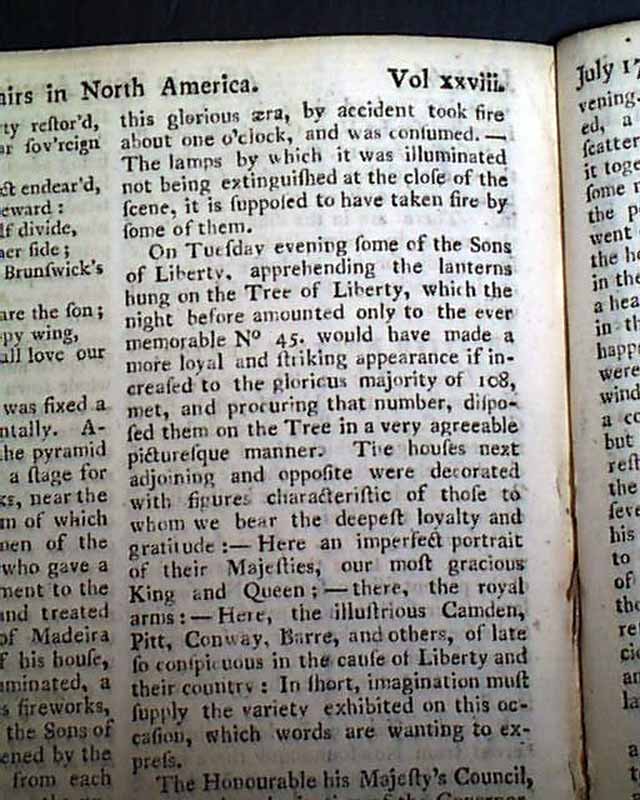 airs in North America.
Vol xxviii.
rty reſtor'd,
ar ſov'reign
ct endear'd,
eward :
lf divide,
her ſide ;
Brunſwick's
are the ſon ;
ppy wing,
all love our
was fixed a
ntally. A-
he pyramid
a ſtage for
ks, near the
m of which
men of the
who gave a
ment to the
and treated
of Madeira
f his houſe,
uminated, a
s fireworks,
the Sons of
ened by the
from each
this glorious æra, by accident took fire
about one o'clock, and was conſumed. —
The lamps by which it was illuminated
not being extinguiſhed at the cloſe of the
ſcene, it is ſuppoſed to have taken fire by
ſome of them.
On Tueſday evening ſome of the Sons
of Liberty, apprehending the lanterns
hung on the Tree of Liberty, which the
night before amounted only to the ever
memorable No 45. would have made a
more loyal and ſtriking appearance if in-
creaſed to the glorious majority of 108,
met, and procuring that number, diſpo-
ſed them on the Tree in a very agreeable
pictureſque manner. The houſes next
adjoining and oppoſite were decorated
with figures characteriſtic of thoſe to
whom we bear the deepeſt loyalty and
gratitude :— Here an imperfect portrait
of their Majeſties, our moſt gracious
King and Queen ; — there, the royal
arms : — Here, the illuſtrious Camden,
Pitt, Conway, Barre, and others, of late
ſo conſpicuous in the cauſe of Liberty and
their country : In ſhort, imagination muſt
ſupply the variety exhibited on this oc-
caſion, which words are wanting to ex-
preſs.
The Honourable his Majeſty's Council,
July 17
vening.
ed, a
ſcatter
it toge
ſome
the p
went
the h
in the
a hea
in th
happ
were
wind
a co
but
reſt
the
ſeve
his
to
of
the
re
ci
an
la
a
t
a